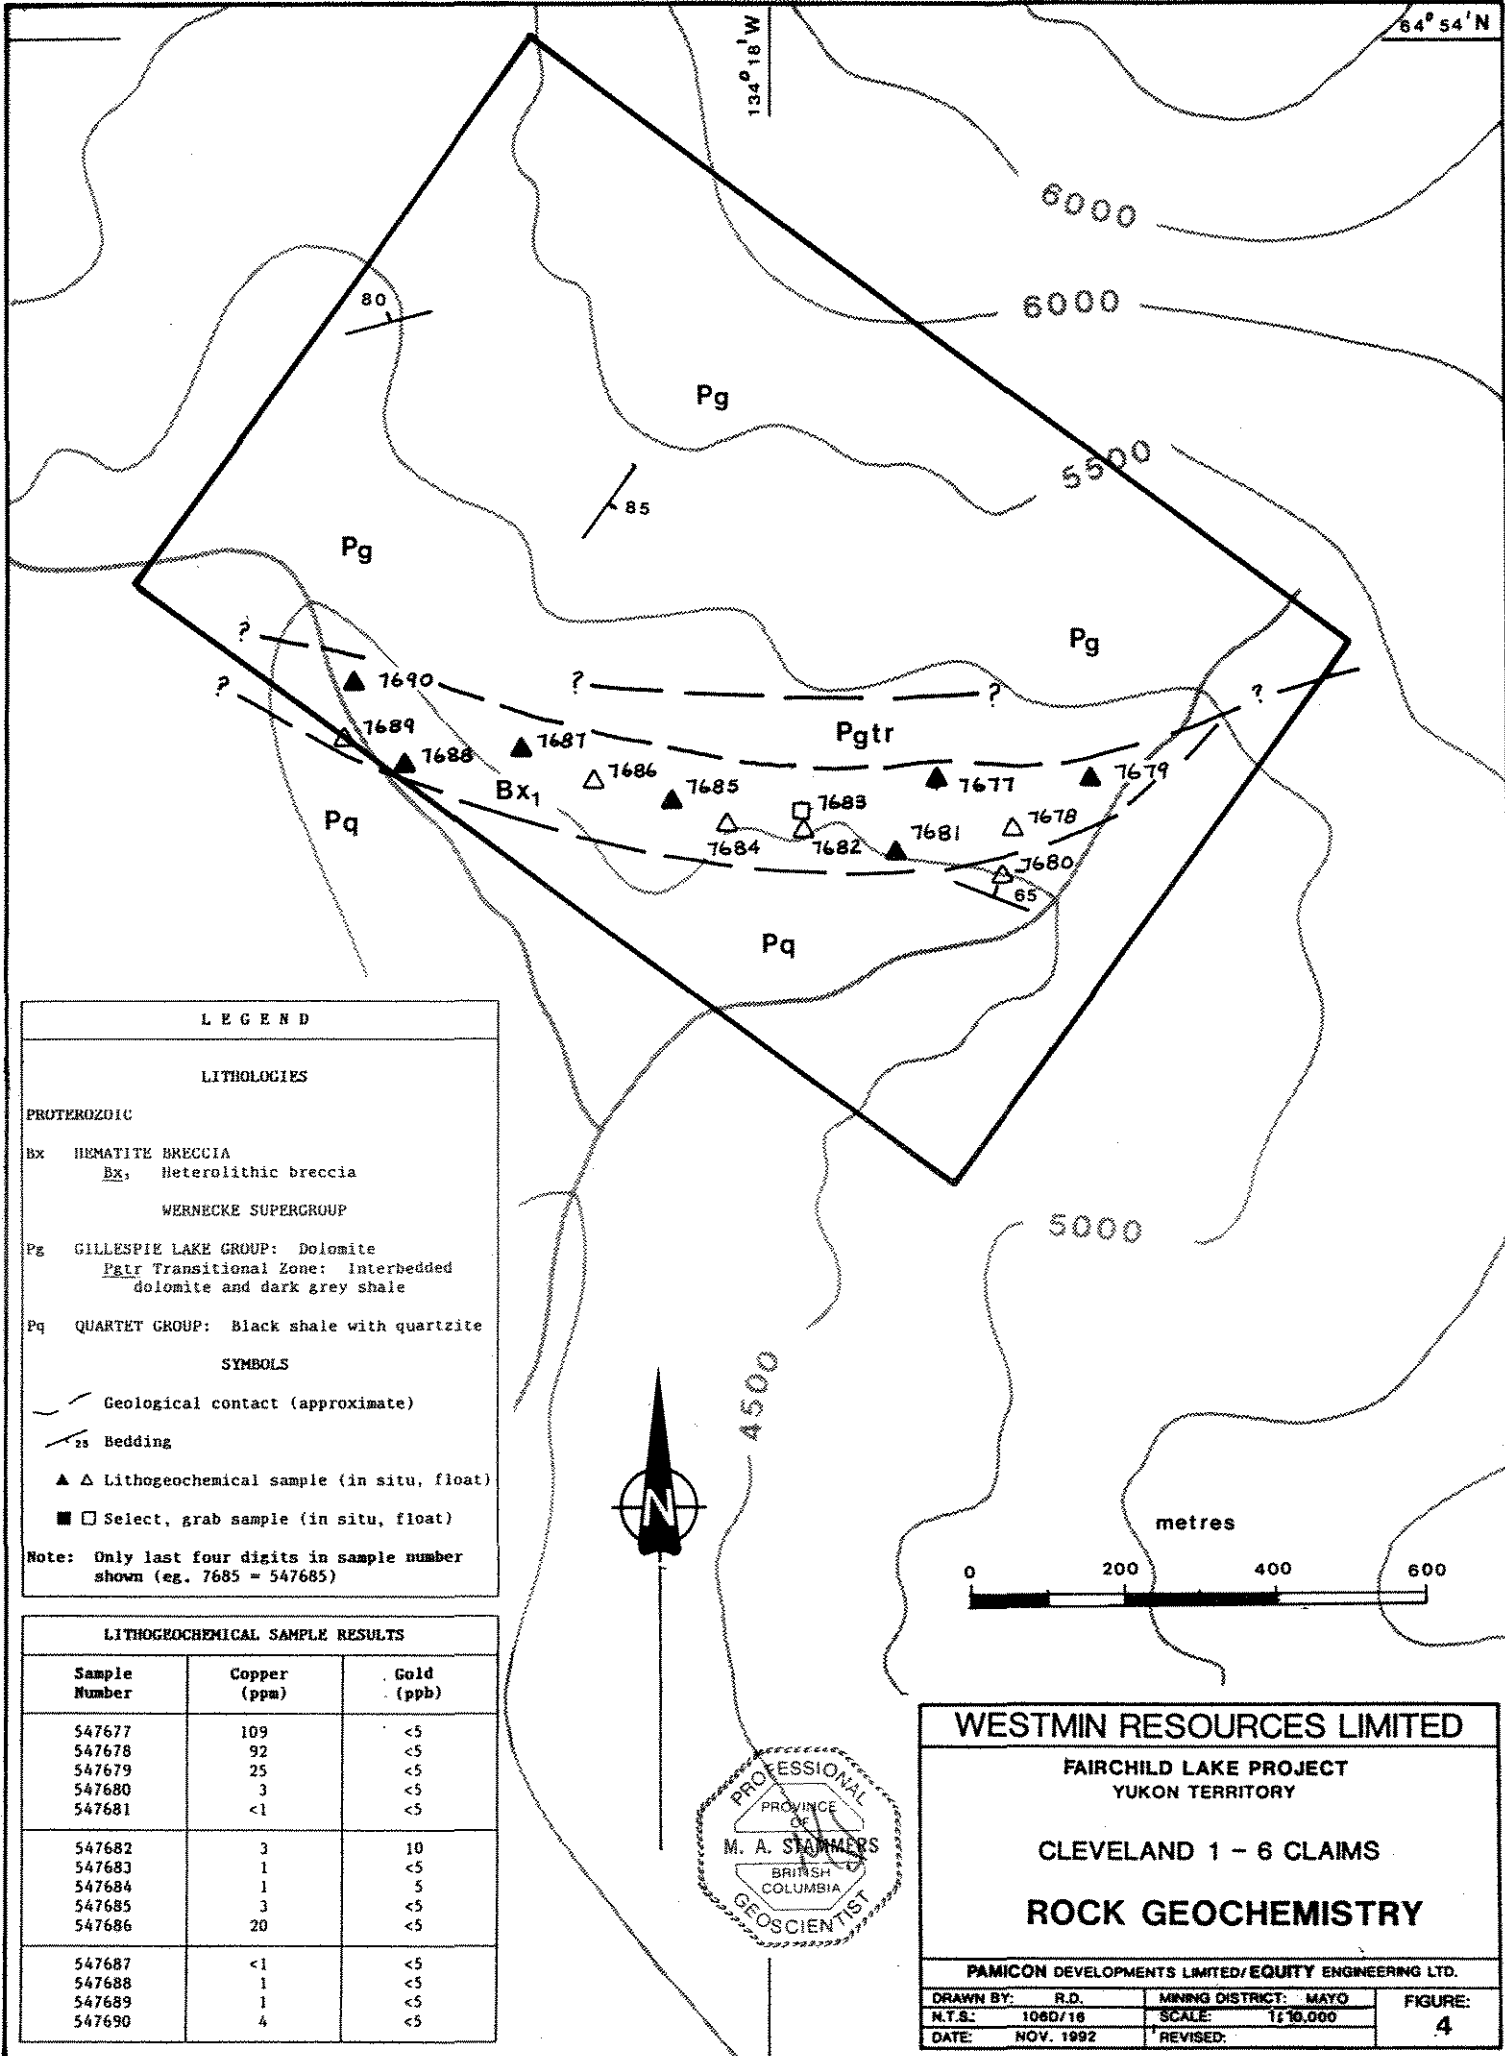 64° 54' N
134° 18' W
6000
80
6000
Pg
5500
85
Pg
Pg
?
?
?
?
?
7690
7689
7688
7687
Pgtr
7686
7685
Bx1
7683
7677
7679
Pq
7684
7682
7681
7678
7680
65
Pq
5000
4500
N
LEGEND
LITHOLOGIES
PROTEROZOIC
Bx HEMATITE BRECCIA
Bx, Heterolithic breccia
WERNECKE SUPERGROUP
Pg GILLESPIE LAKE GROUP: Dolomite
Pgtr Transitional Zone: Interbedded
dolomite and dark grey shale
Pq QUARTET GROUP: Black shale with quartzite
SYMBOLS
Geological contact (approximate)
25 Bedding
Lithogeochemical sample (in situ, float)
Select, grab sample (in situ, float)
Note: Only last four digits in sample number
shown (eg. 7685 = 547685)
metres
0 200 400 600
LITHOGEOCHEMICAL SAMPLE RESULTS
Sample Number Copper (ppm) Gold (ppb)
547677 109 <5
547678 92 <5
547679 25 <5
547680 3 <5
547681 <1 <5
547682 3 10
547683 1 <5
547684 1 5
547685 3 <5
547686 20 <5
547687 <1 <5
547688 1 <5
547689 1 <5
547690 4 <5
PROFESSIONAL
PROVINCE
OF
M. A. STAMMERS
BRITISH
COLUMBIA
GEOSCIENTIST
WESTMIN RESOURCES LIMITED
FAIRCHILD LAKE PROJECT
YUKON TERRITORY
CLEVELAND 1 - 6 CLAIMS
ROCK GEOCHEMISTRY
PAMICON DEVELOPMENTS LIMITED/EQUITY ENGINEERING LTD.
DRAWN BY: R.D. MINING DISTRICT: MAYO FIGURE:
N.T.S.: 106D/16 SCALE: 1:10,000 4
DATE: NOV. 1992 REVISED: